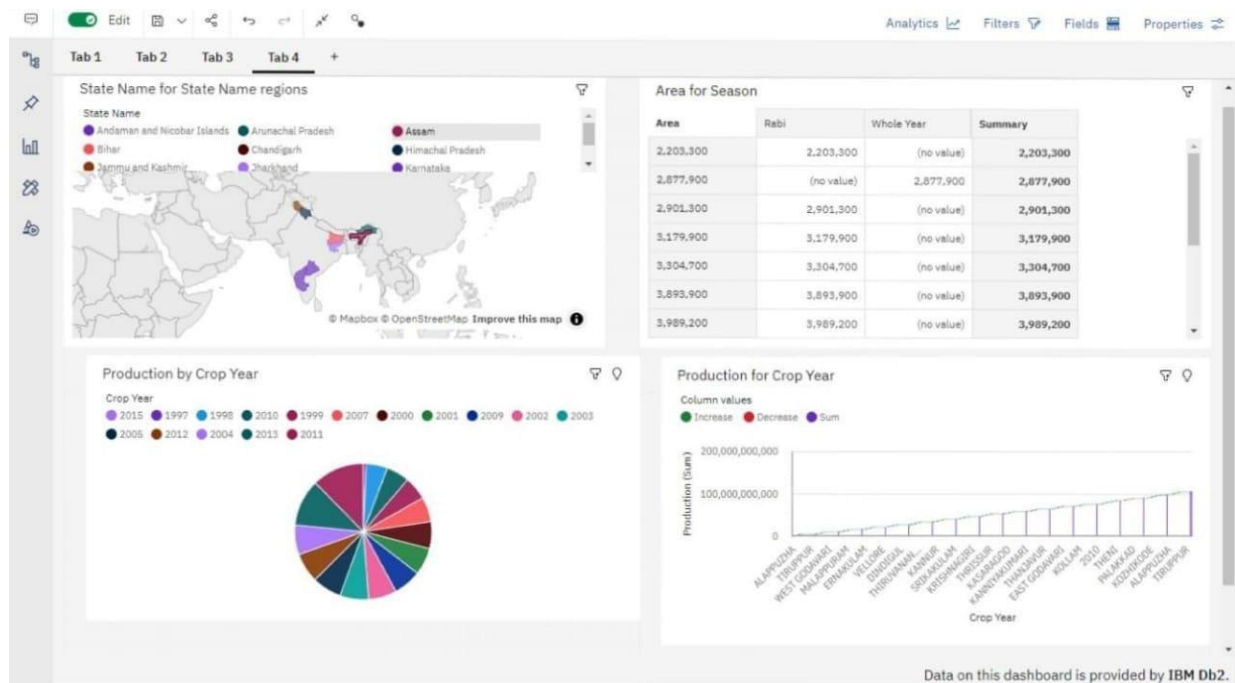 Edit
Analytics Filters Fields Properties
Tab 1 Tab 2 Tab 3 Tab 4 +
State Name for State Name regions
State Name
Andaman and Nicobar Islands Arunachal Pradesh Assam
Bihar Chandigarh Himachal Pradesh
Jammu and Kashmir Jharkhand Karnataka
© Mapbox © OpenStreetMap Improve this map
Area for Season
Area Rabi Whole Year Summary
2,203,300 2,203,300 (no value) 2,203,300
2,877,900 (no value) 2,877,900 2,877,900
2,901,300 2,901,300 (no value) 2,901,300
3,179,900 3,179,900 (no value) 3,179,900
3,304,700 3,304,700 (no value) 3,304,700
3,893,900 3,893,900 (no value) 3,893,900
3,989,200 3,989,200 (no value) 3,989,200
Production by Crop Year
Crop Year
2015 1997 1998 2010 1999 2007 2000 2001 2009 2002 2003
2005 2012 2004 2013 2011
Production for Crop Year
Column values
Increase Decrease Sum
Production (Sum)
200,000,000,000
100,000,000,000
0
ALAPPUZHA
TIRUPPUR
WEST GODAVARI
MALAPPURAM
ERNAKULAM
VELLORE
DINDIGUL
THIRUVANAN...
KANNUR
SRIKAKULAM
KRISHNAGIRI
THRISSUR
KASARAGOD
KANNIYAKUMARI
THANJAVUR
EAST GODAVARI
KOLLAM
2010
THENI
PALAKKAD
KOZHIKODE
ALAPPUZHA
TIRUPPUR
Crop Year
Data on this dashboard is provided by IBM Db2.